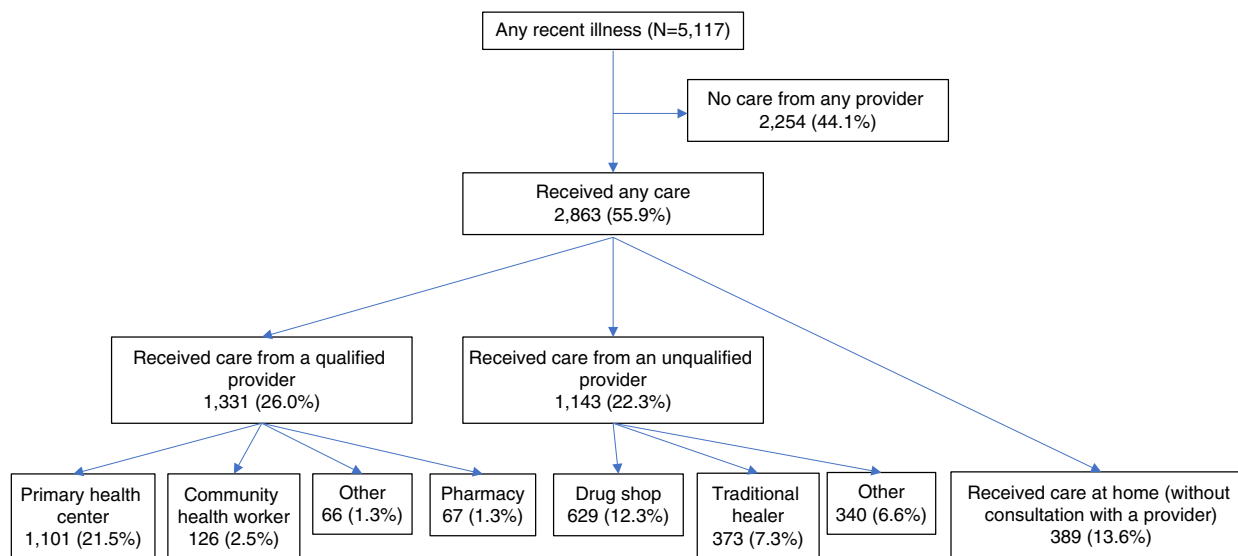 Any recent illness (N=5,117)
No care from any provider
2,254 (44.1%)
Received any care
2,863 (55.9%)
Received care from a qualified
provider
1,331 (26.0%)
Received care from an unqualified
provider
1,143 (22.3%)
Primary health
center
1,101 (21.5%)
Community
health worker
126 (2.5%)
Other
66 (1.3%)
Pharmacy
67 (1.3%)
Drug shop
629 (12.3%)
Traditional
healer
373 (7.3%)
Other
340 (6.6%)
Received care at home (without
consultation with a provider)
389 (13.6%)